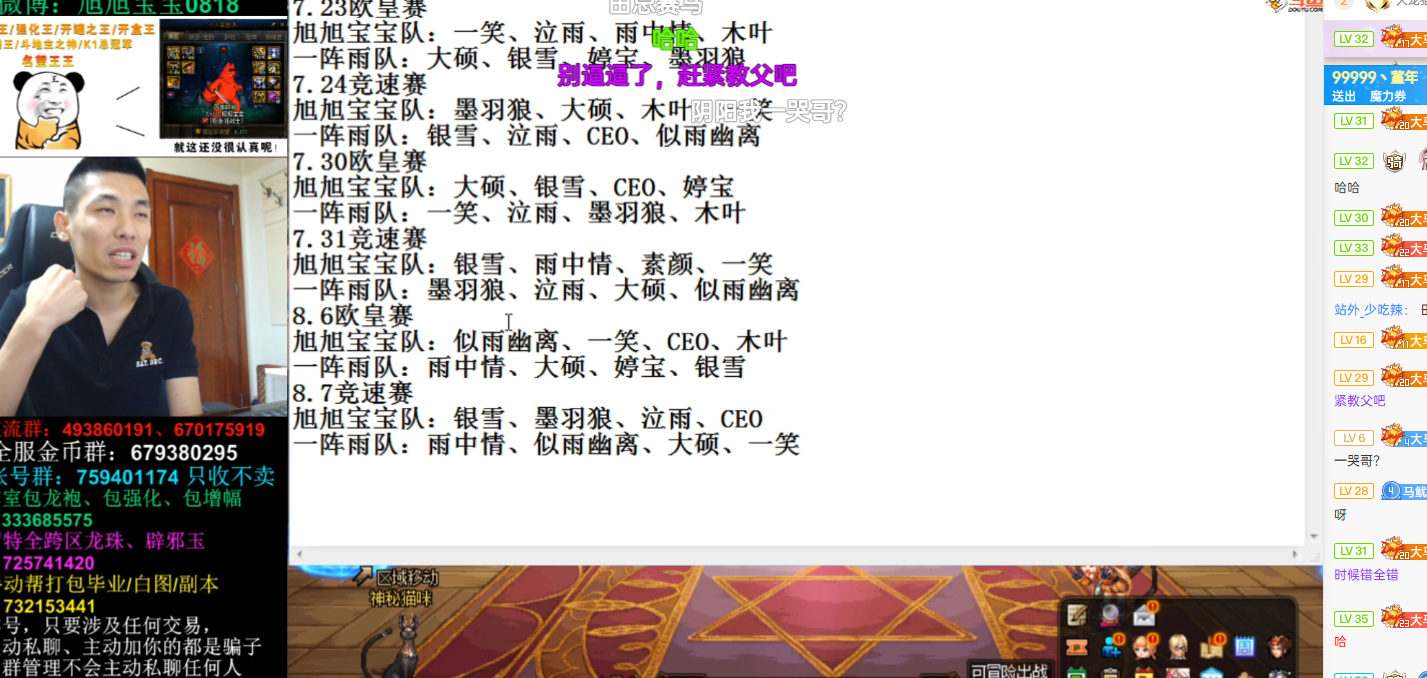 微博：旭旭宝宝0818
王/强化王/开罐之王/开盒王
王/斗地主之神/K1总冠军
名望王王
就这还没很认真呢！
福
流群：493860191、670175919
全服金币群：679380295
长号群：759401174 只收不卖
室包龙袍、包强化、包增幅
333685575
特全跨区龙珠、辟邪玉
725741420
动帮打包毕业/白图/副本
732153441
号，只要涉及任何交易，
动私聊、主动加你的都是骗子
群管理不会主动私聊任何人
7.23欧皇赛
旭旭宝宝队：一笑、泣雨、雨中情、木叶
一阵雨队：大硕、银雪、婷宝、墨羽狼
7.24竞速赛
旭旭宝宝队：墨羽狼、大硕、木叶、一笑
一阵雨队：银雪、泣雨、CEO、似雨幽离
7.30欧皇赛
旭旭宝宝队：大硕、银雪、CEO、婷宝
一阵雨队：一笑、泣雨、墨羽狼、木叶
7.31竞速赛
旭旭宝宝队：银雪、雨中情、素颜、一笑
一阵雨队：墨羽狼、泣雨、大硕、似雨幽离
8.6欧皇赛
旭旭宝宝队：似雨幽离、一笑、CEO、木叶
一阵雨队：雨中情、大硕、婷宝、银雪
8.7竞速赛
旭旭宝宝队：银雪、墨羽狼、泣雨、CEO
一阵雨队：雨中情、似雨幽离、大硕、一笑
田总赛马
哈哈
别逼逼了，赶紧教父吧
阴阳我一哭哥？
区域移动
神秘猫咪
可冒险出战
LV 32
99999丶董年
送出 魔力券
LV 31
LV 32
哈哈
LV 30
LV 33
LV 29
站外_少吃辣：
LV 16
LV 29
紧教父吧
LV 6
一哭哥？
LV 28
呀
LV 31
时候错全错
LV 35
哈